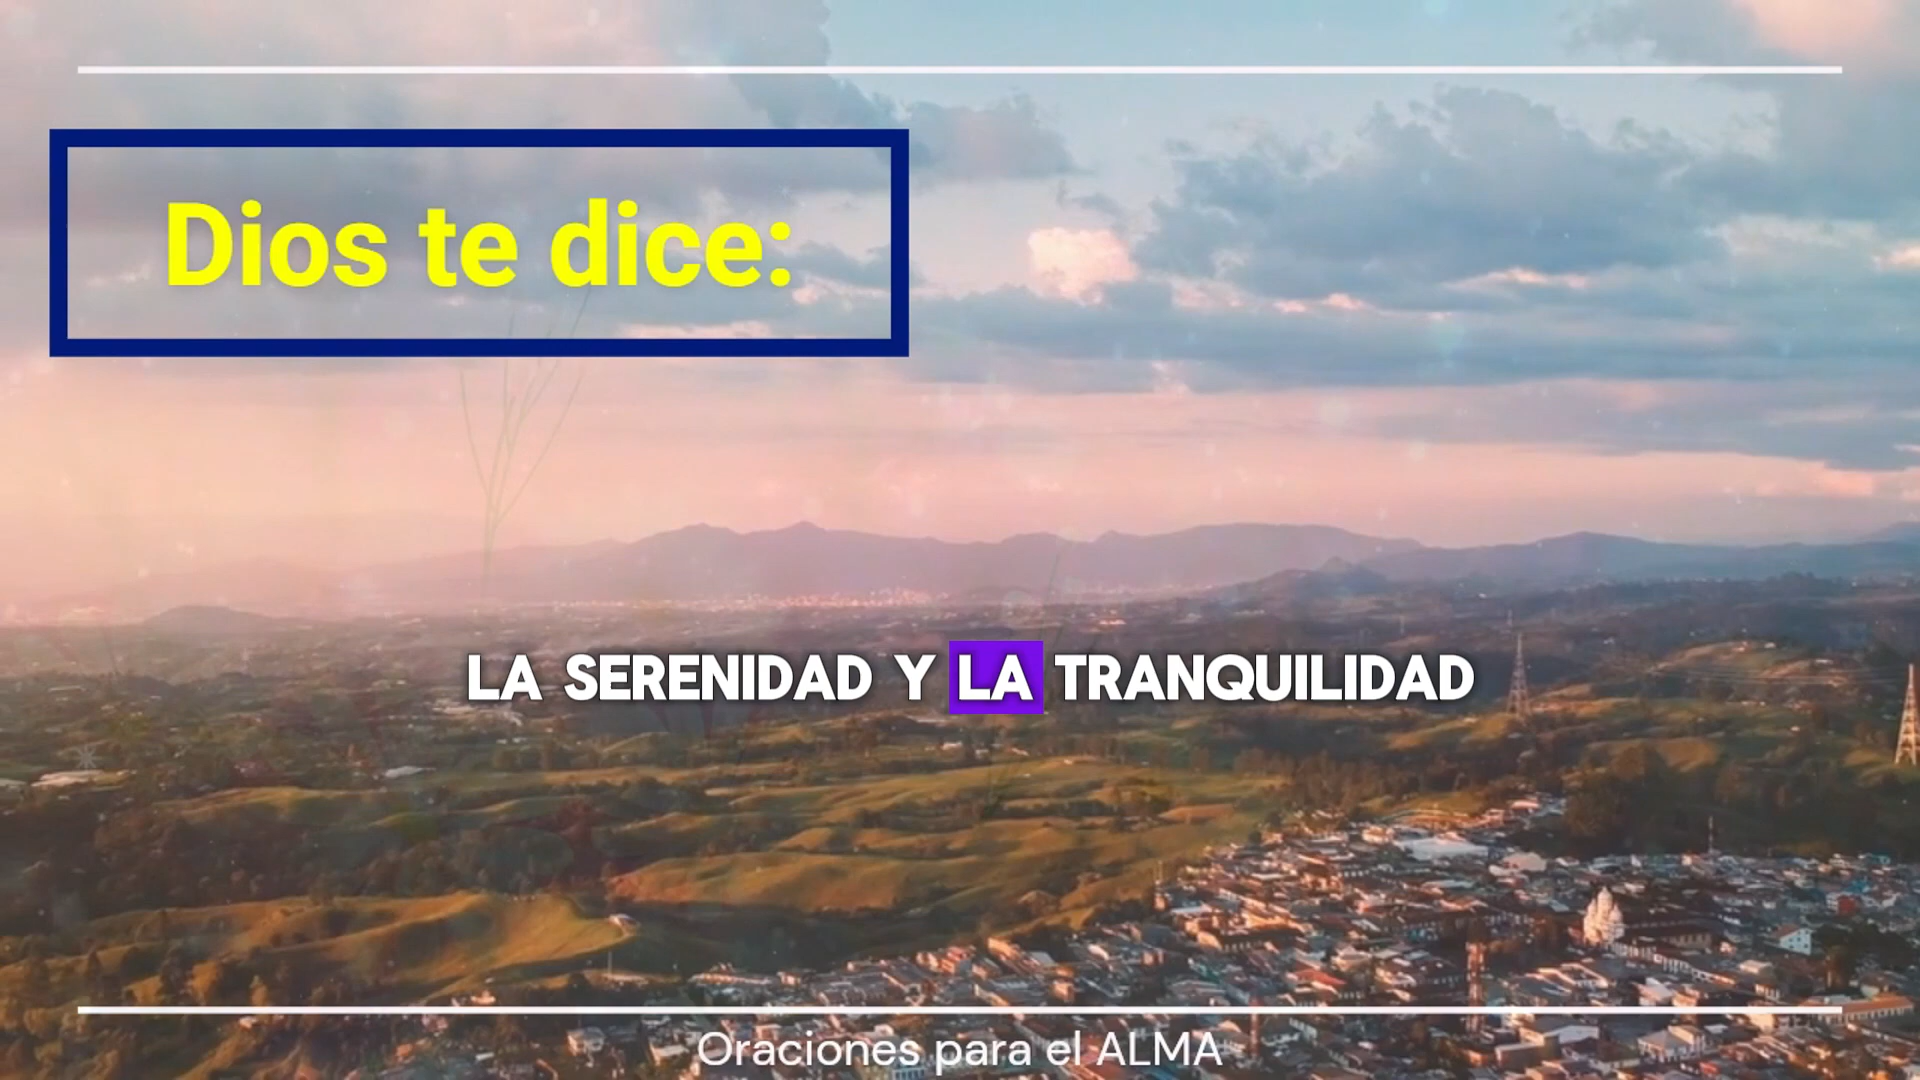 Dios te dice:
LA SERENIDAD Y LA TRANQUILIDAD
Oraciones para el ALMA